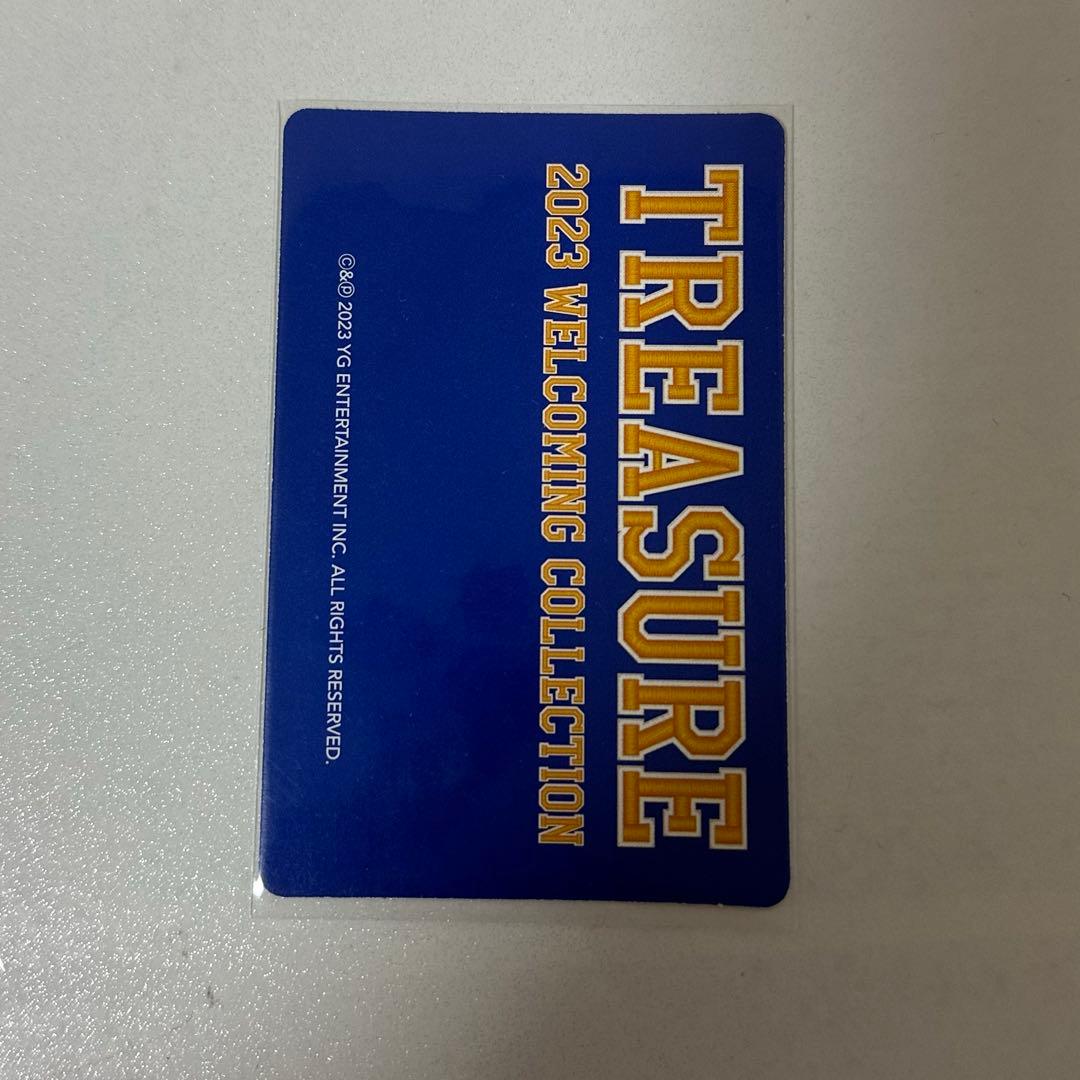 TREASURE
2023 WELCOMING COLLECTION
©&℗ 2023 YG ENTERTAINMENT INC. ALL RIGHTS RESERVED.